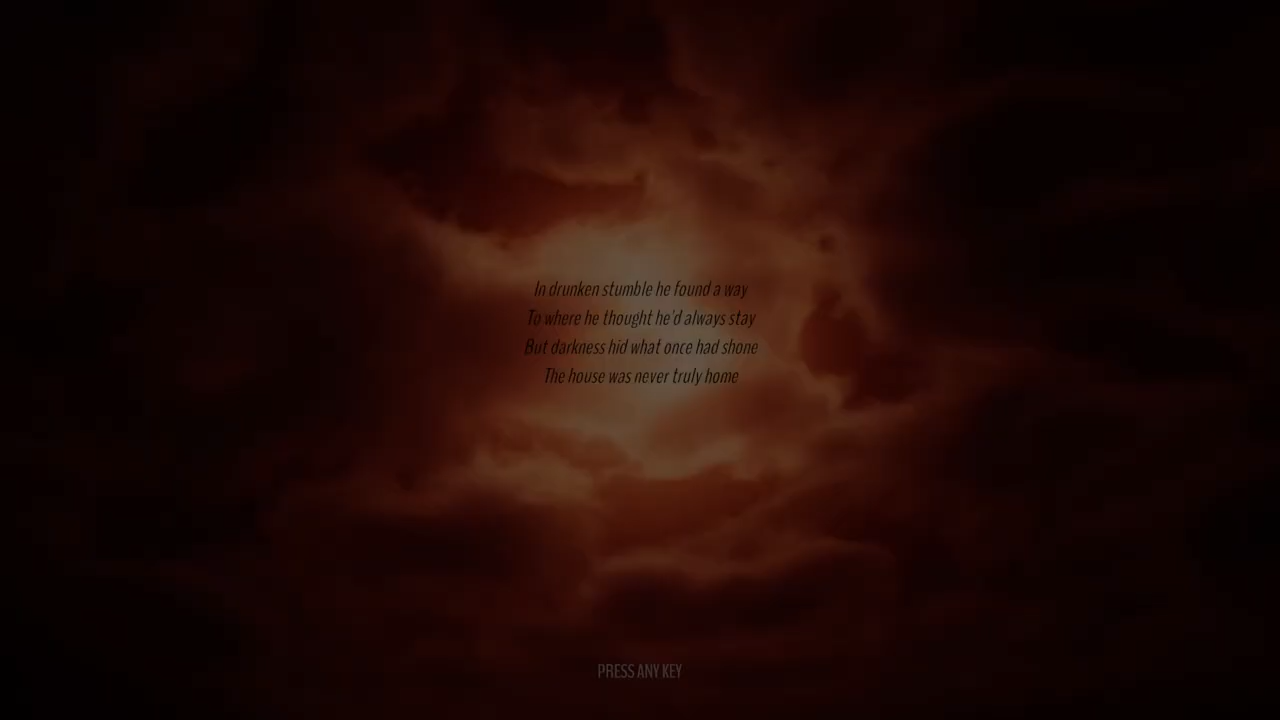 In drunken stumble he found a way
To where he thought he'd always stay
But darkness hid what once had shone
The house was never truly home
PRESS ANY KEY